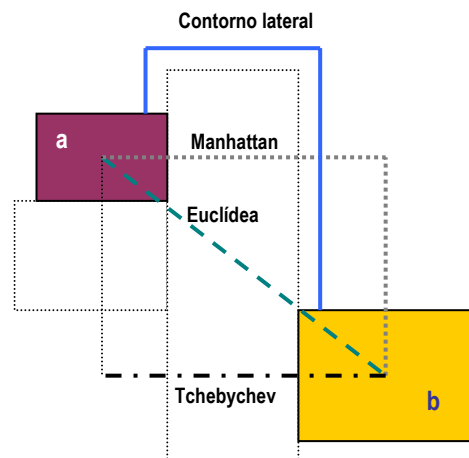 Contorno lateral
a
Manhattan
Euclídea
Tchebychev
b